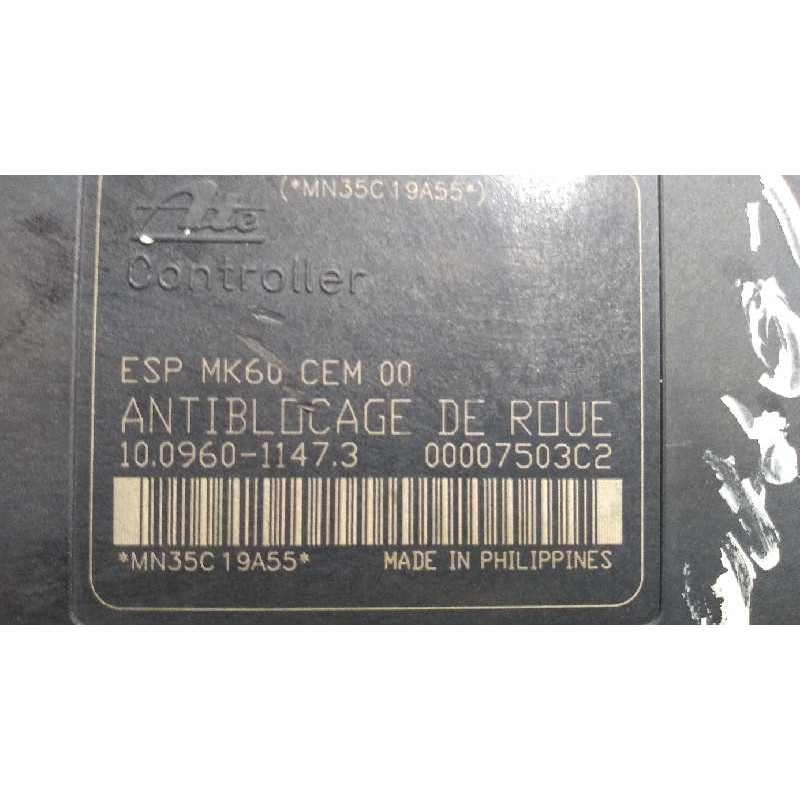 (*MN35C19A55*)
Ate
Controller
ESP MK60 CEM 00
ANTIBLOCAGE DE ROUE
10.0960-1147.3 00007503C2
*MN35C19A55* MADE IN PHILIPPINES